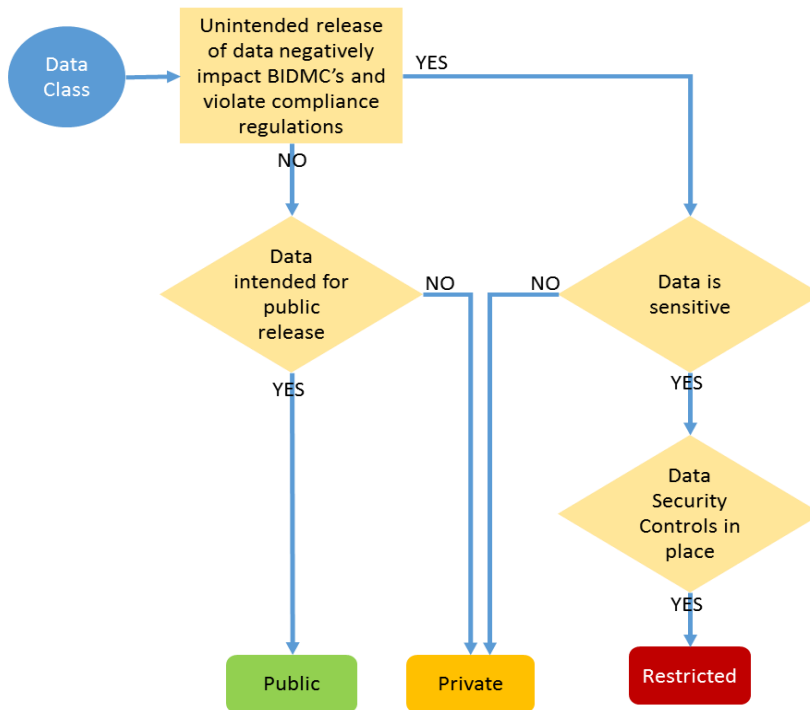 Data
Class
Unintended release
of data negatively
impact BIDMC's and
violate compliance
regulations
YES
NO
Data
intended for
public
release
NO
NO
Data is
sensitive
YES
YES
Data
Security
Controls in
place
YES
Public
Private
Restricted